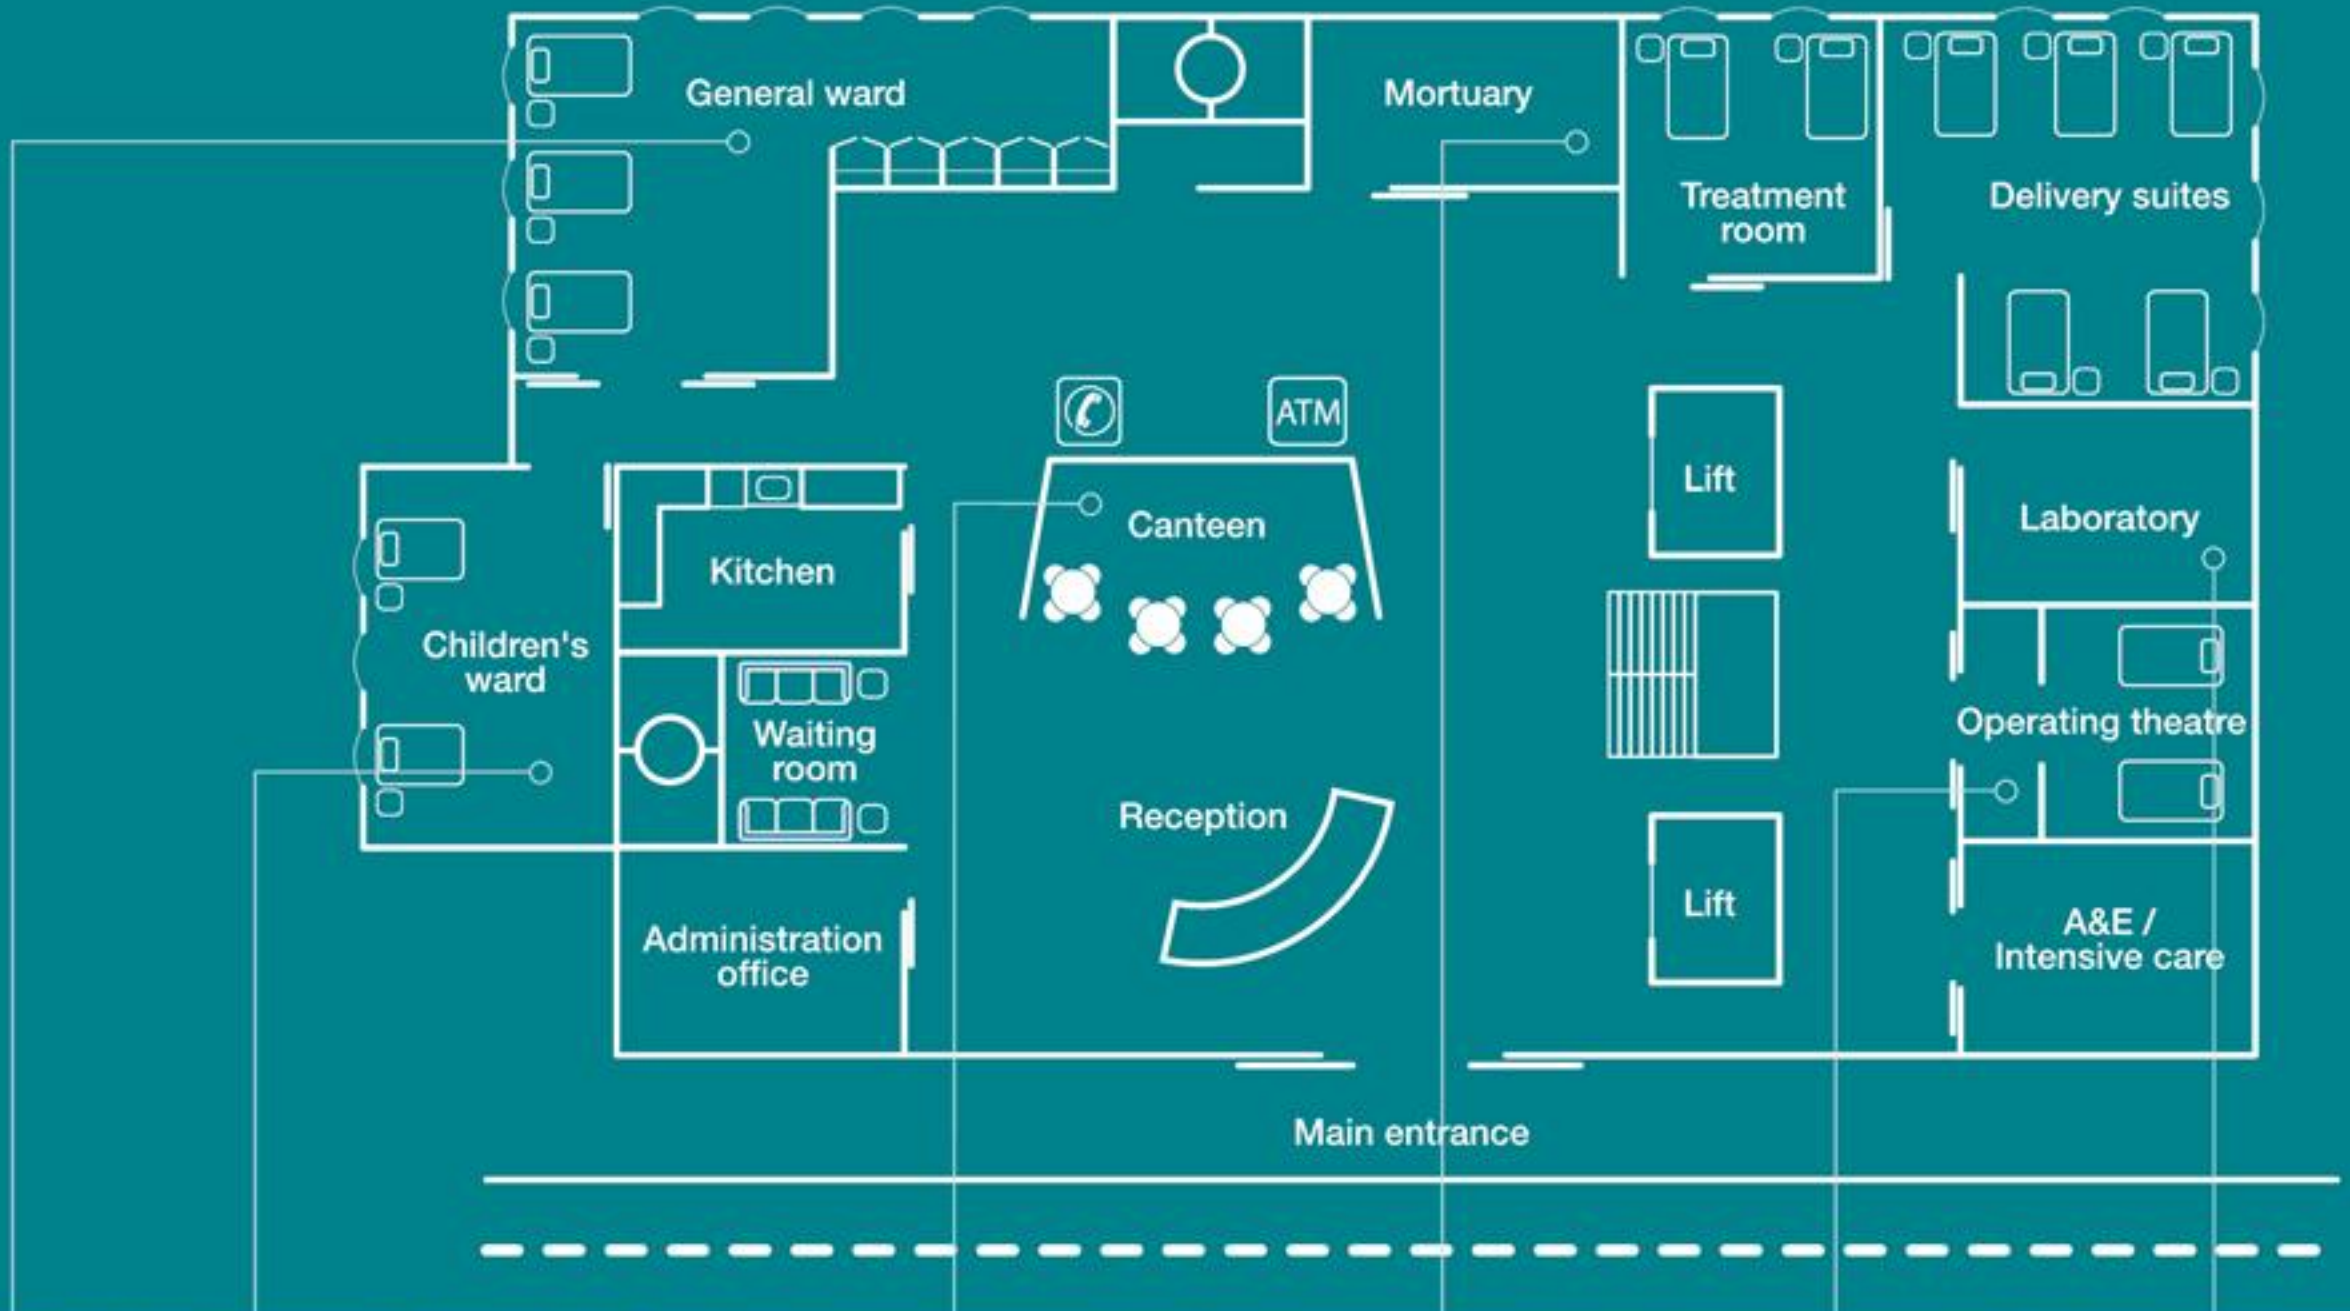 General ward
Mortuary
Treatment
room
Delivery suites
ATM
Lift
Laboratory
Canteen
Kitchen
Children's
ward
Waiting
room
Operating theatre
Reception
Lift
Administration
office
A&E /
Intensive care
Main entrance